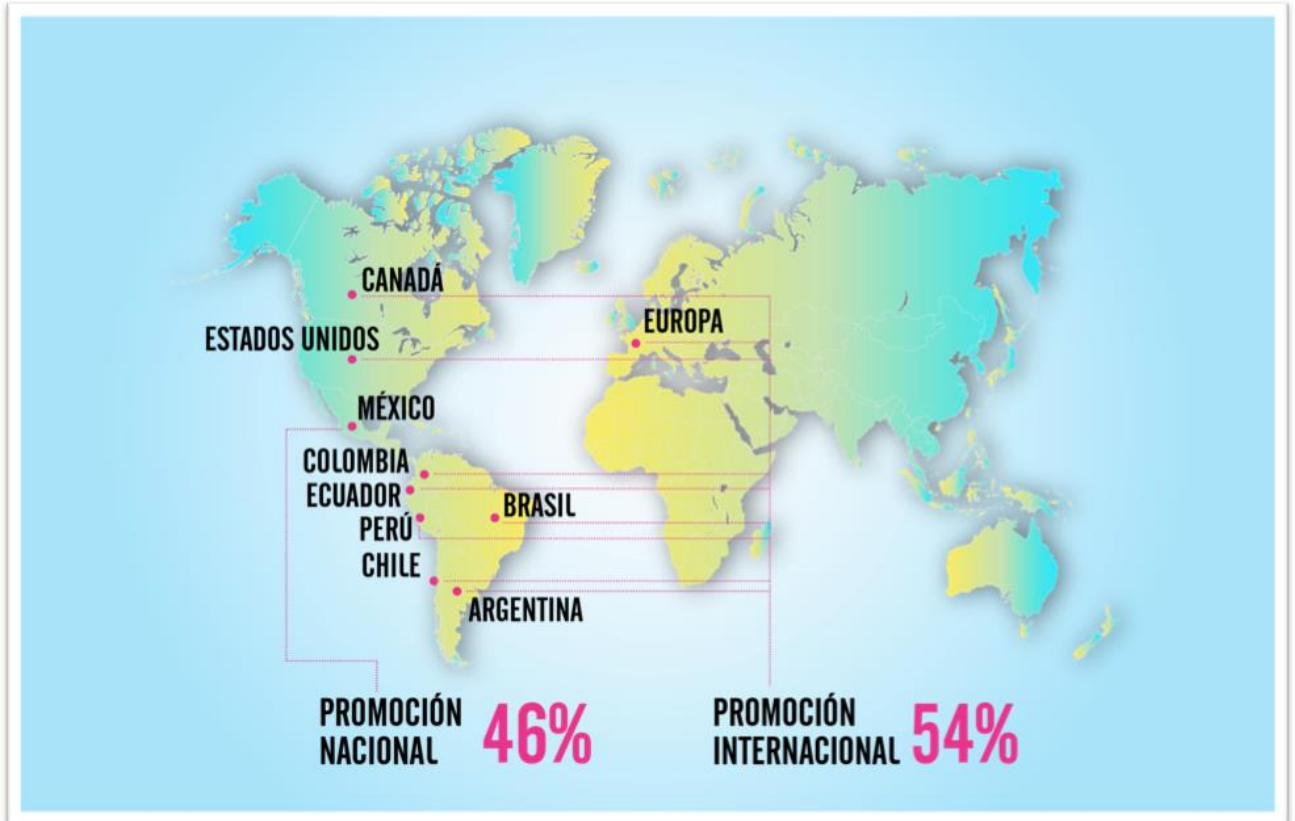 CANADÁ
ESTADOS UNIDOS
EUROPA
MÉXICO
COLOMBIA
ECUADOR
BRASIL
PERÚ
CHILE
ARGENTINA
PROMOCIÓN
NACIONAL
46%
PROMOCIÓN
INTERNACIONAL
54%